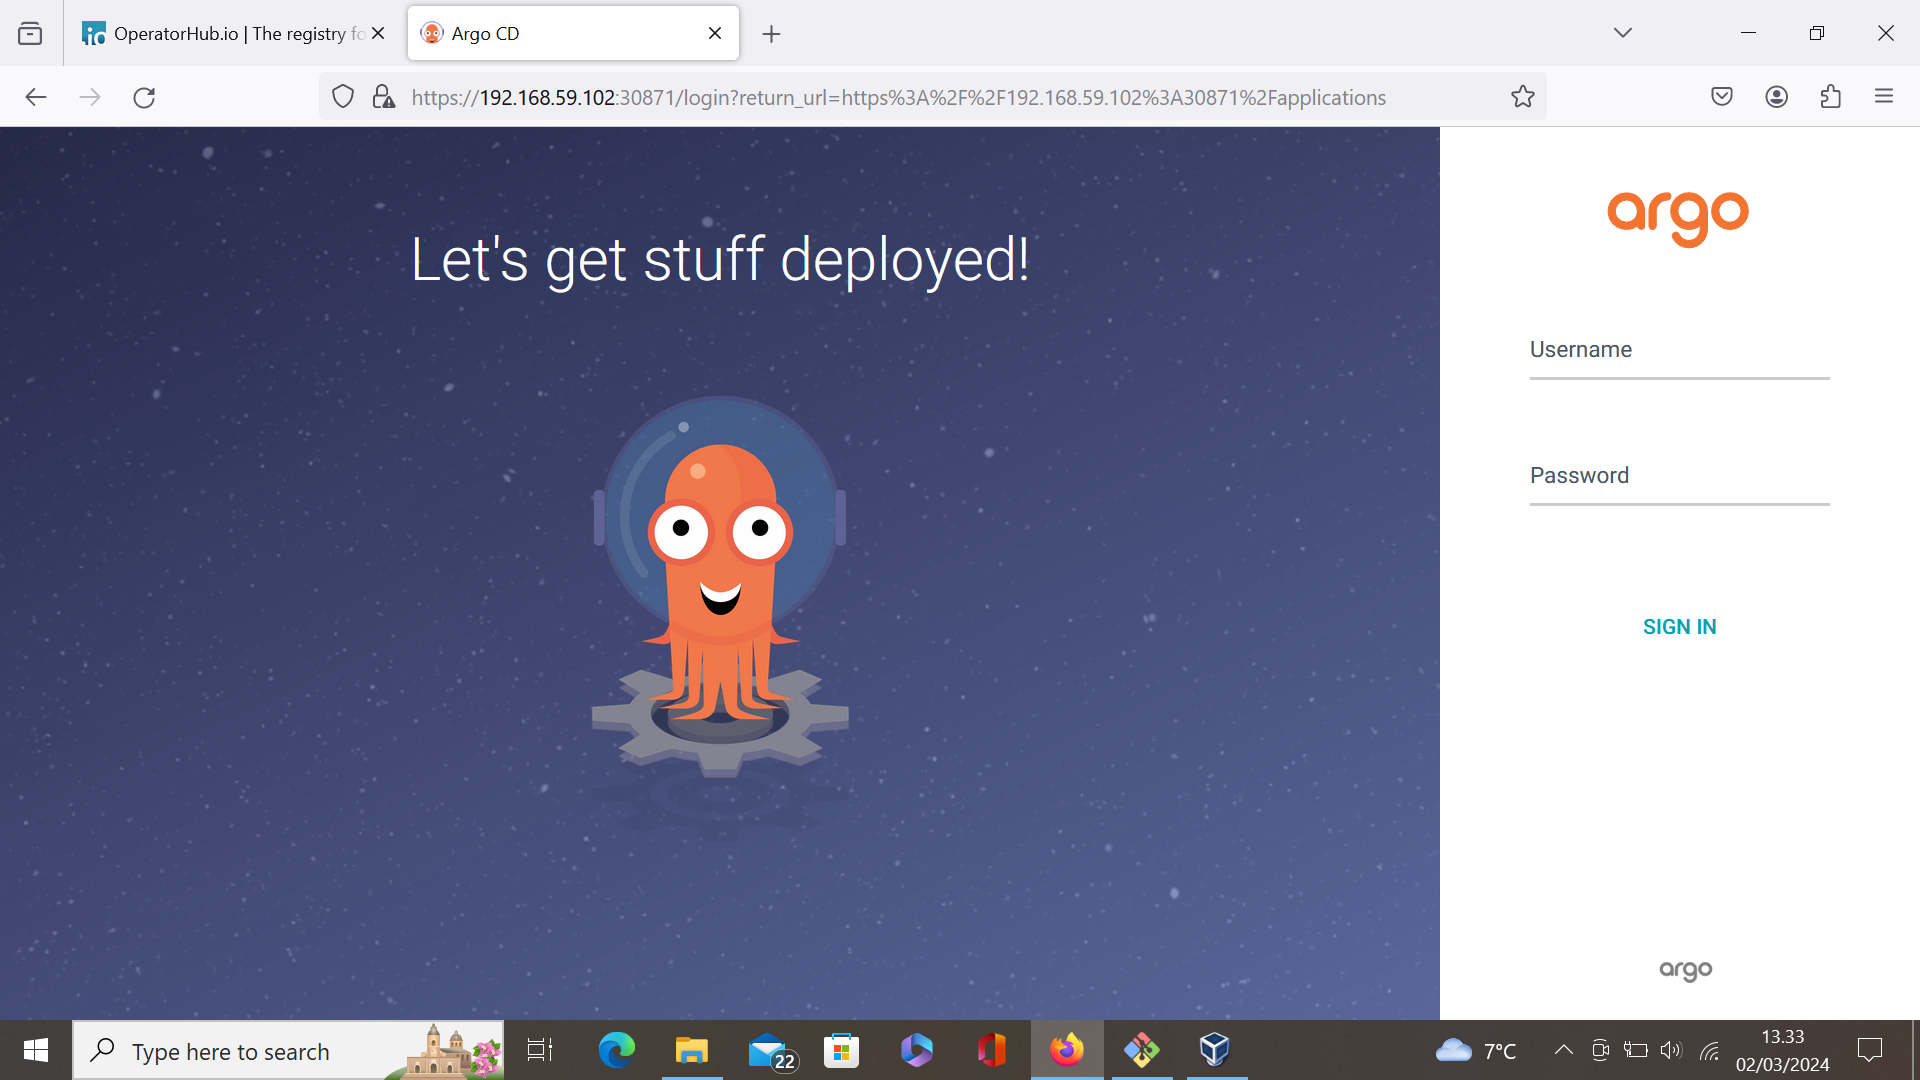 OperatorHub.io | The registry fo
Argo CD
https://192.168.59.102:30871/login?return_url=https%3A%2F%2F192.168.59.102%3A30871%2Fapplications
Let's get stuff deployed!
argo
Username
Password
SIGN IN
argo
Type here to search
22
7°C
13.33
02/03/2024